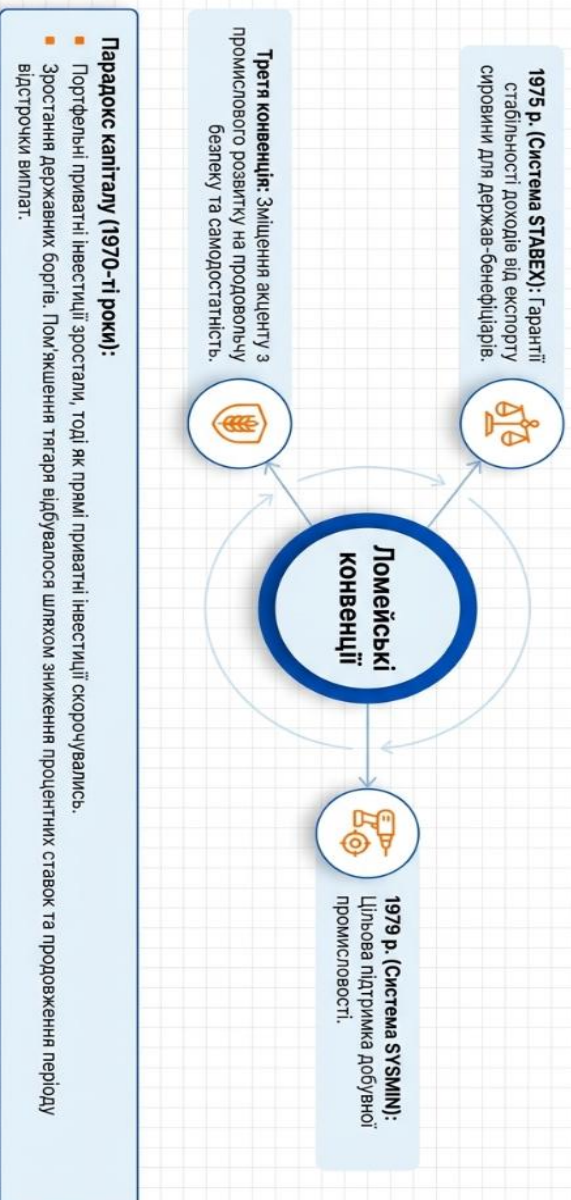 1975 р. (Система STABEX): Гарантії
стабільності доходів від експорту
сировини для держав-бенефіціарів.
Третя конвенція: Зміщення акценту з
промислового розвитку на продовольчу
безпеку та самодостатність.
Ломейські
конвенції
1979 р. (Система SYSMIN):
Цільова підтримка добувної
промисловості.
Парадокс капіталу (1970-ті роки):
Портфельні приватні інвестиції зростали, тоді як прямі приватні інвестиції скорочувались.
Зростання державних боргів. Пом'якшення тягаря відбувалося шляхом зниження процентних ставок та продовження періоду
відстрочки виплат.